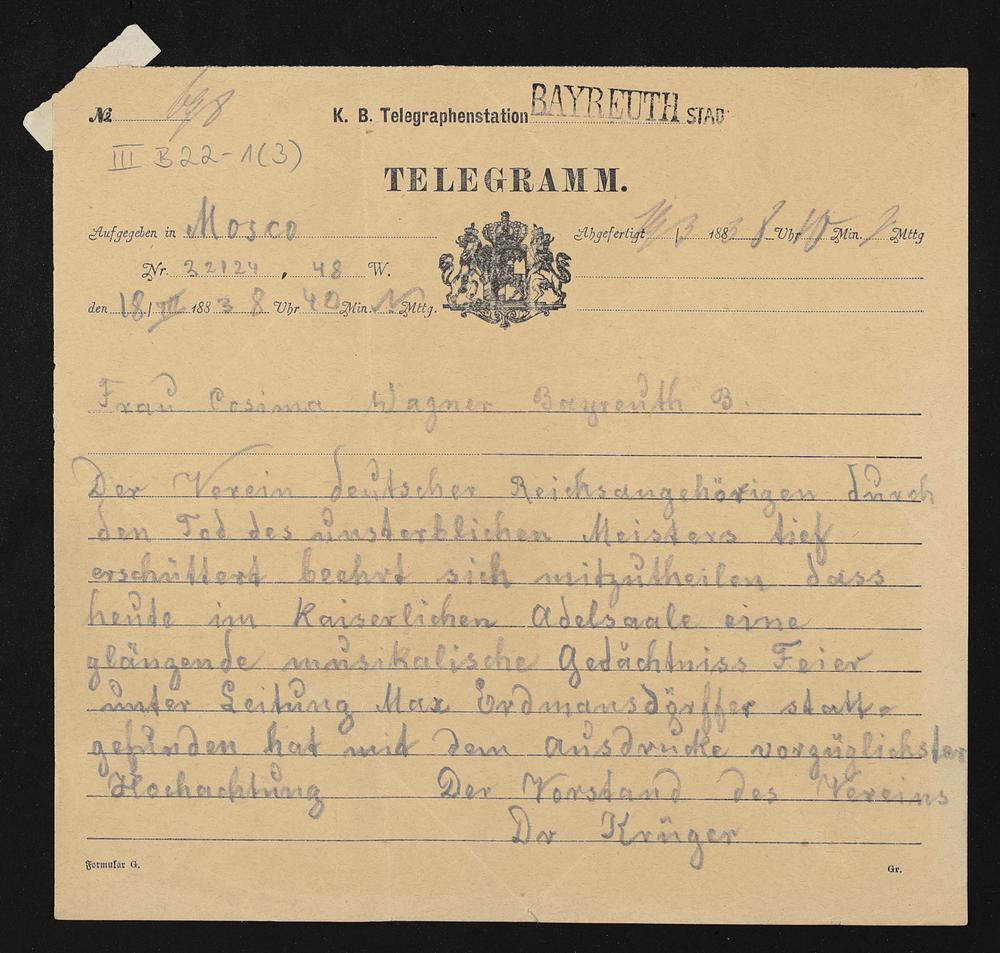 № 698
K. B. Telegraphenstation BAYREUTH STAD
III B22-1(3)
TELEGRAMM.
Aufgegeben in Mosco
Abgefertigt /3 1883 8 Uhr Min. Mttg
Nr. 22124, 48 W.
den 18/III 1883 8 Uhr 40 Min. N Mttg.
Frau Cosima Wagner Bayreuth B.
Der Verein deutscher Reichsangehörigen durch
den Tod des unsterblichen Meisters tief
erschüttert beehrt sich mitzutheilen dass
heute im Kaiserlichen Adelsaale eine
glänzende musikalische Gedächtniss Feier
unter Leitung Max Erdmansdörffer statt-
gefunden hat mit dem Ausdrucke vorzüglichster
Hochachtung Der Vorstand des Vereins
Dr Krüger
Formular G.
Gr.